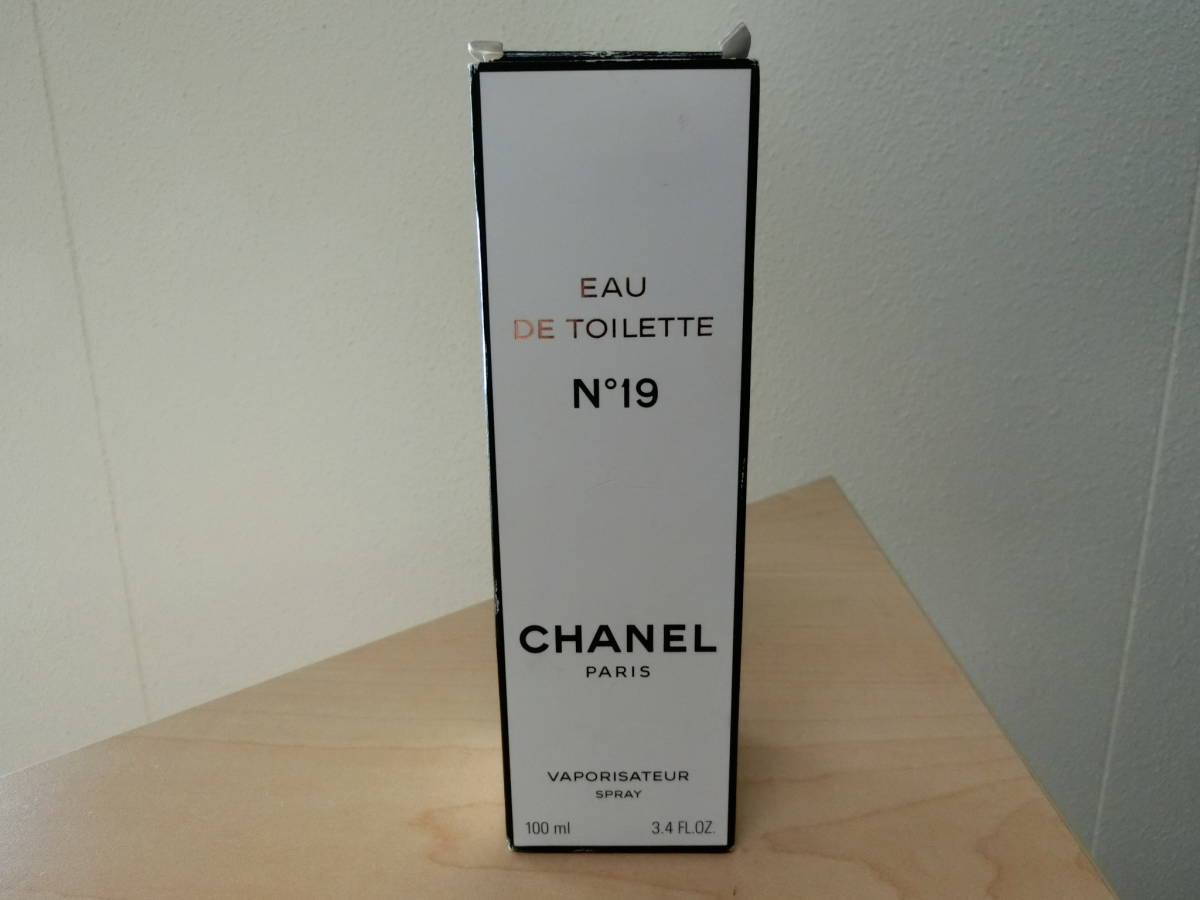 EAU
DE TOILETTE
N°19
CHANEL
PARIS
VAPORISATEUR
SPRAY
100 ml 3.4 FL.OZ.